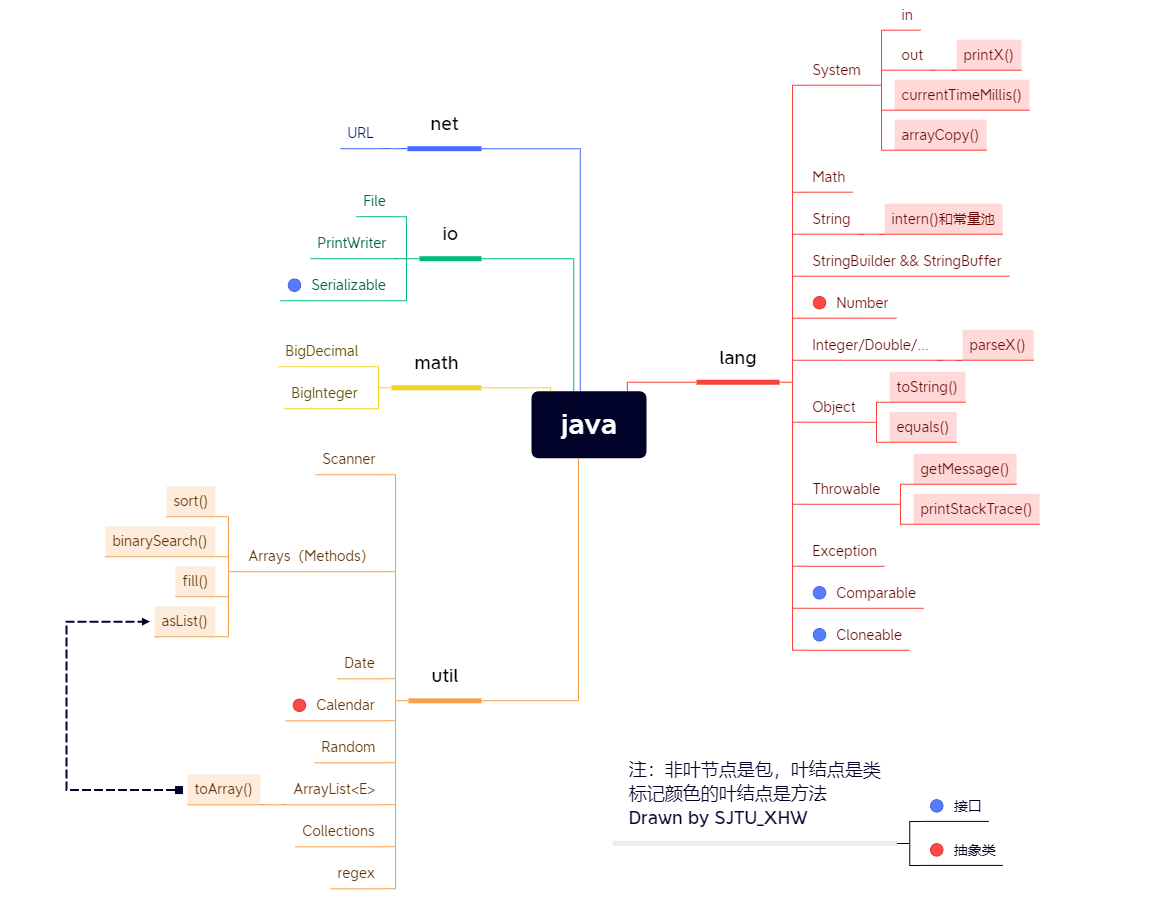 java
net
URL
io
File
PrintWriter
Serializable
math
BigDecimal
BigInteger
util
Scanner
Arrays（Methods）
sort()
binarySearch()
fill()
asList()
Date
Calendar
Random
ArrayList<E>
toArray()
Collections
regex
lang
System
in
out
printX()
currentTimeMillis()
arrayCopy()
Math
String
intern()和常量池
StringBuilder && StringBuffer
Number
Integer/Double/...
parseX()
Object
toString()
equals()
Throwable
getMessage()
printStackTrace()
Exception
Comparable
Cloneable
注：非叶节点是包，叶结点是类
标记颜色的叶结点是方法
Drawn by SJTU_XHW
接口
抽象类